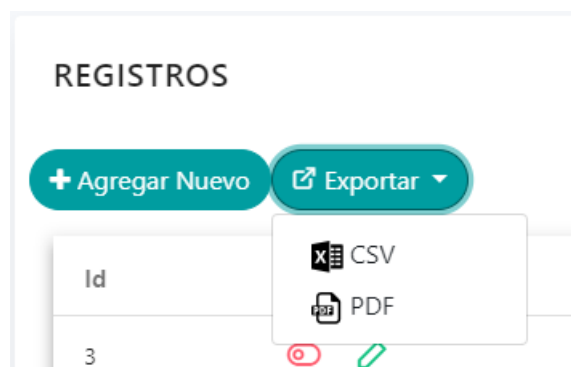 REGISTROS
Agregar Nuevo
Exportar
CSV
PDF
Id
3